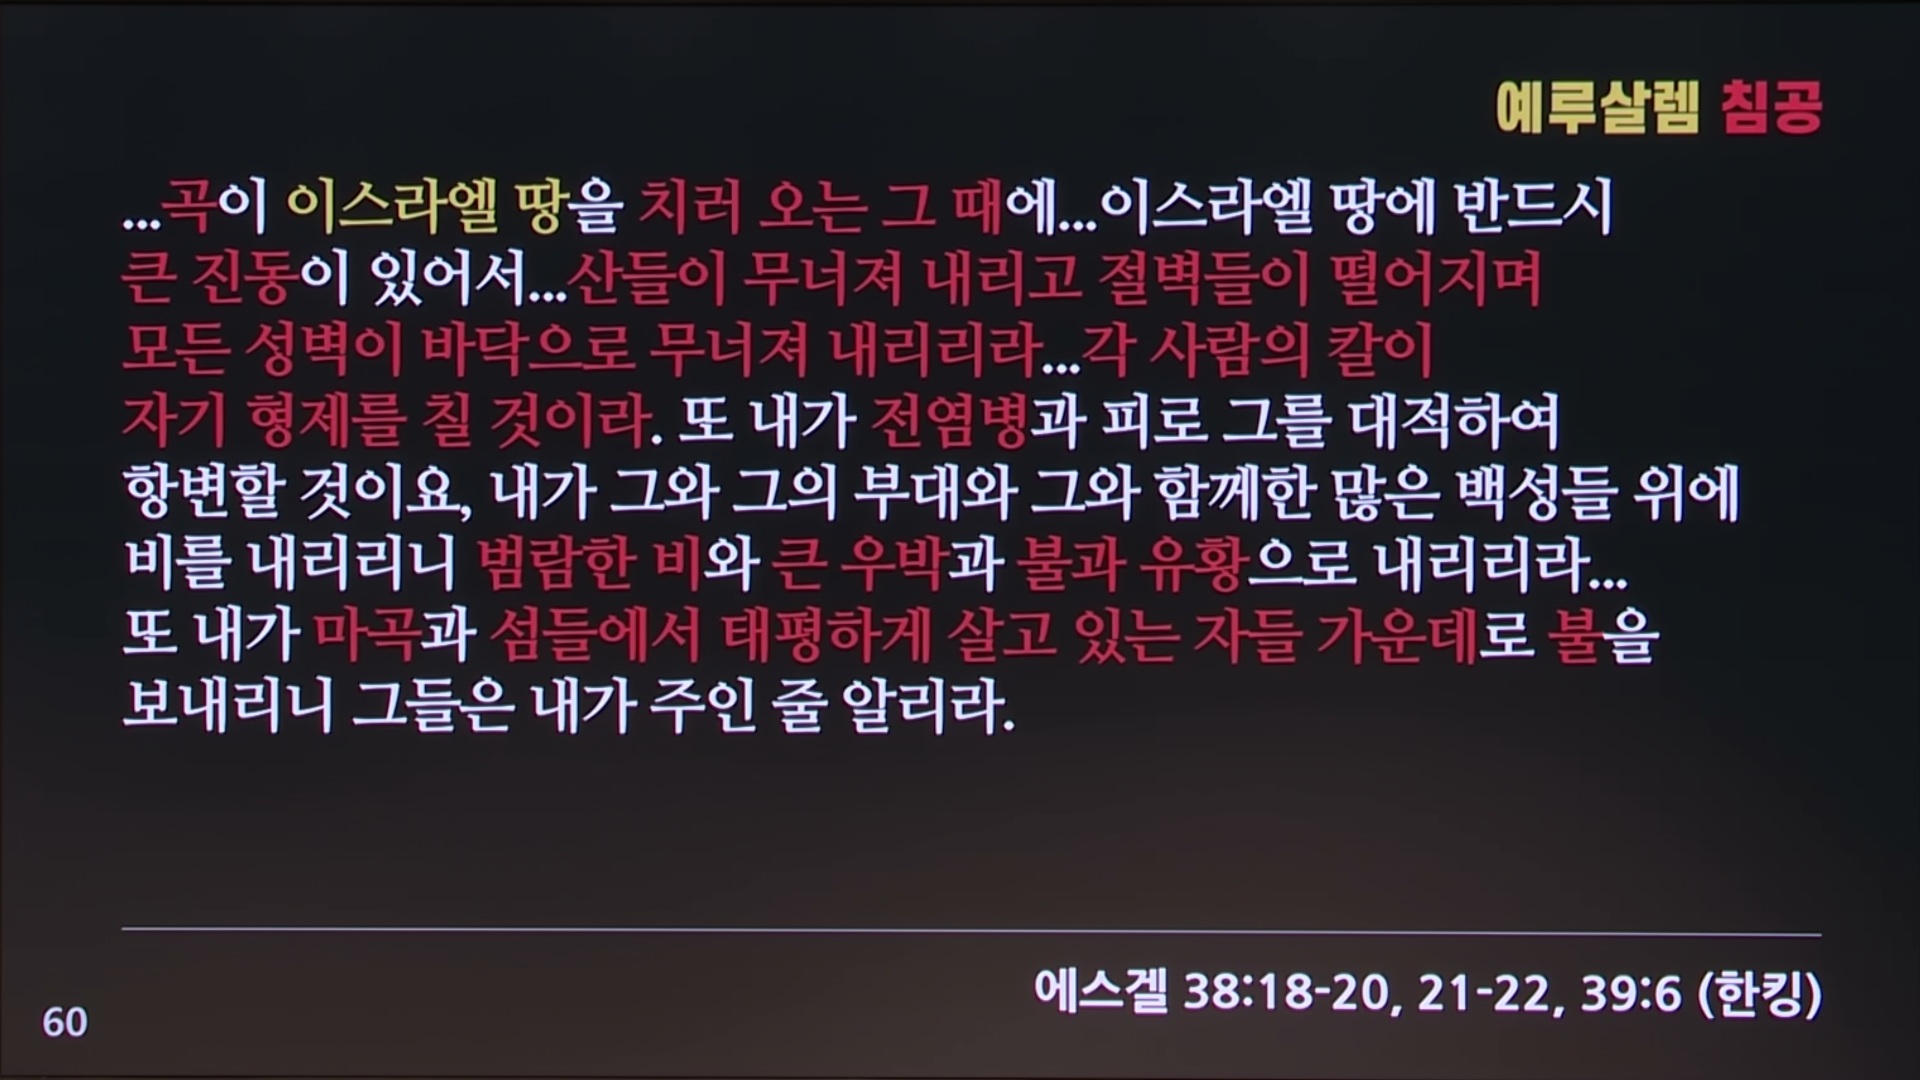 예루살렘 침공
...곡이 이스라엘 땅을 치러 오는 그 때에...이스라엘 땅에 반드시
큰 진동이 있어서...산들이 무너져 내리고 절벽들이 떨어지며
모든 성벽이 바닥으로 무너져 내리리라...각 사람의 칼이
자기 형제를 칠 것이라. 또 내가 전염병과 피로 그를 대적하여
항변할 것이요, 내가 그와 그의 부대와 그와 함께한 많은 백성들 위에
비를 내리리니 범람한 비와 큰 우박과 불과 유황으로 내리리라...
또 내가 마곡과 섬들에서 태평하게 살고 있는 자들 가운데로 불을
보내리니 그들은 내가 주인 줄 알리라.
에스겔 38:18-20, 21-22, 39:6 (한킹)
60